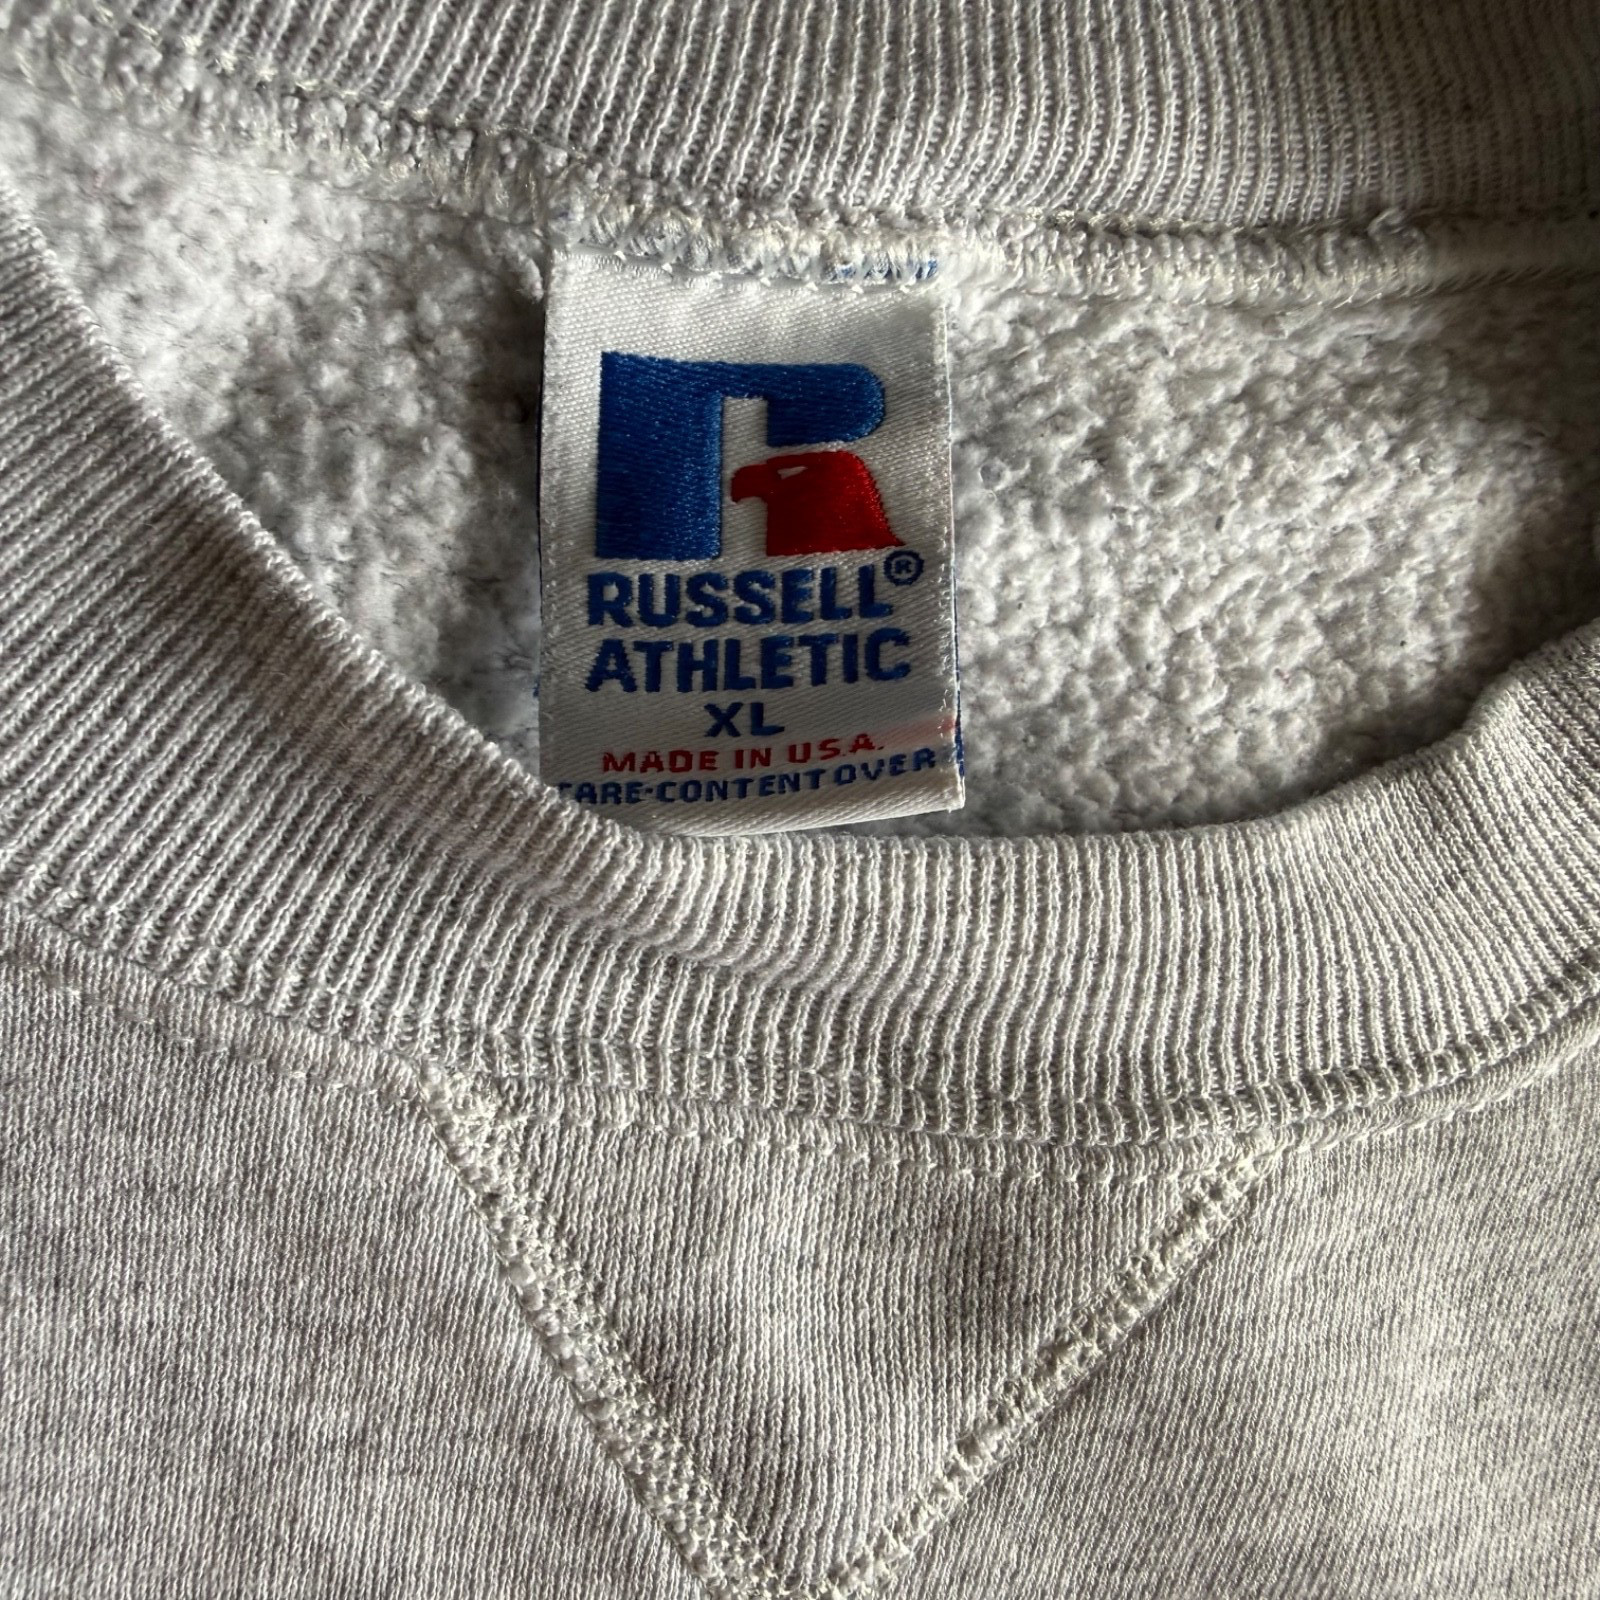 RUSSELL®
ATHLETIC
XL
MADE IN U.S.A.
CARE·CONTENT OVER